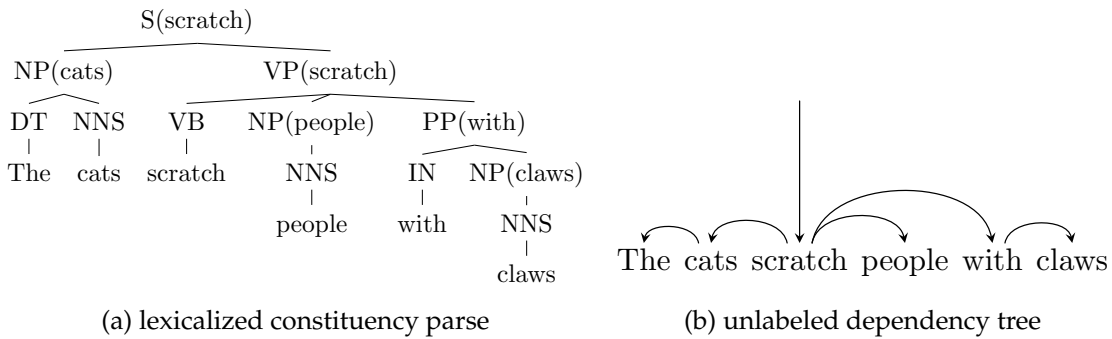 S(scratch)
NP(cats) VP(scratch)
DT NNS VB NP(people) PP(with)
The cats scratch NNS IN NP(claws)
people with NNS
claws
The cats scratch people with claws
(a) lexicalized constituency parse
(b) unlabeled dependency tree